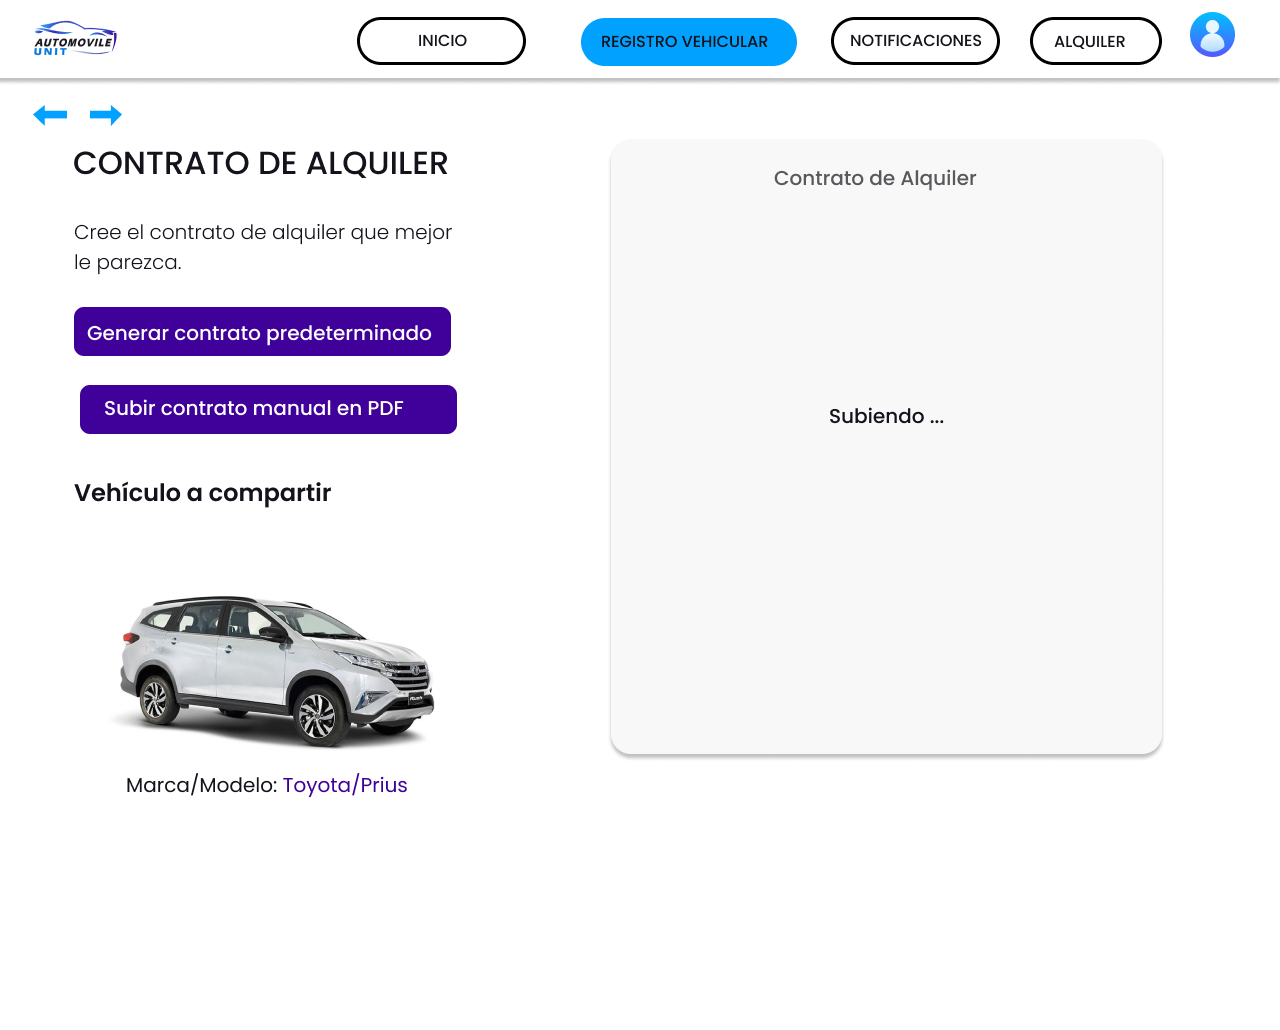 AUTOMOVILE
UNIT
INICIO
REGISTRO VEHICULAR
NOTIFICACIONES
ALQUILER
CONTRATO DE ALQUILER
Cree el contrato de alquiler que mejor
le parezca.
Generar contrato predeterminado
Subir contrato manual en PDF
Vehículo a compartir
Marca/Modelo: Toyota/Prius
Contrato de Alquiler
Subiendo ...